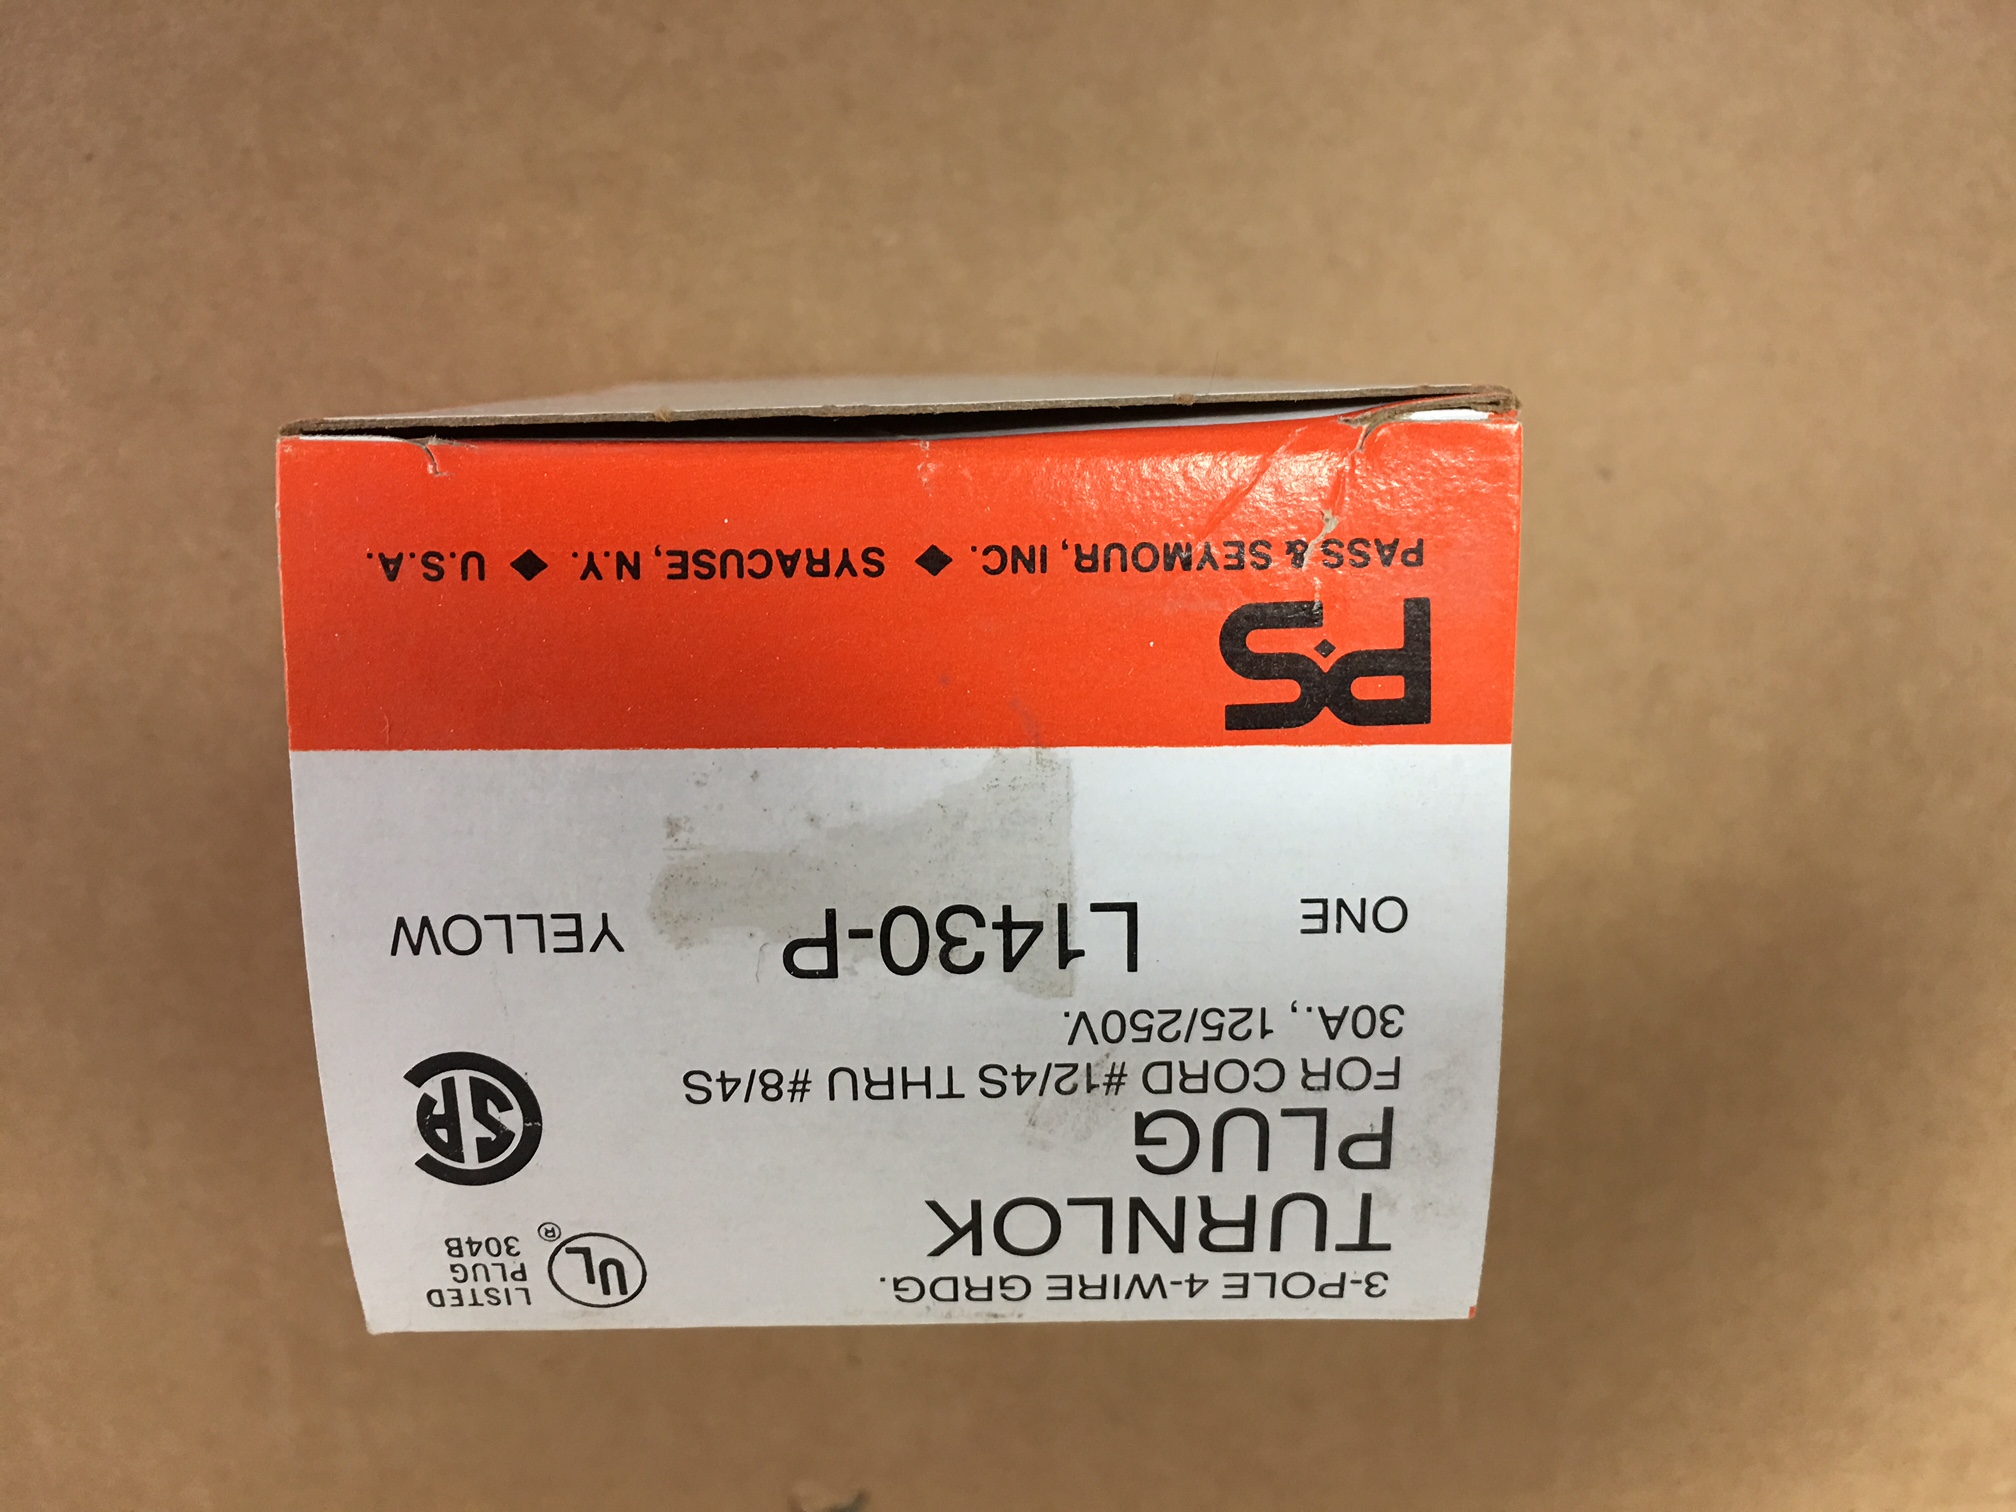 3-POLE 4-WIRE GRDG.
TURNLOK
PLUG
FOR CORD #12/4S THRU #8/4S
30A., 125/250V.
UL ®
LISTED
PLUG
304B
SA
ONE L1430-P YELLOW
PS
PASS & SEYMOUR, INC. ◆ SYRACUSE, N.Y. ◆ U.S.A.